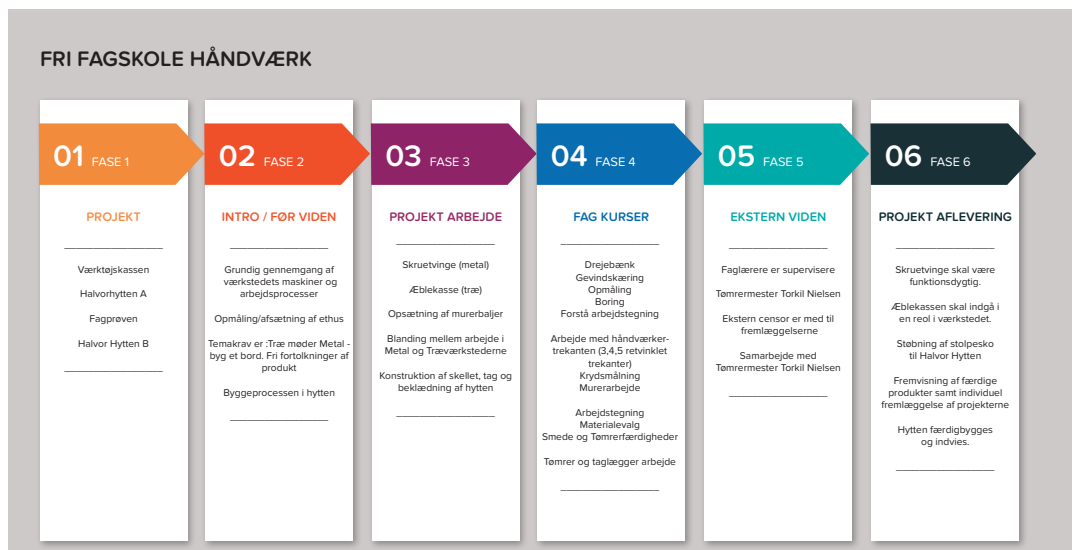 FRI FAGSKOLE HÅNDVÆRK
01 FASE 1
PROJEKT
Værktøjskassen
Halvorhytten A
Fagprøven
Halvor Hytten B
02 FASE 2
INTRO / FØR VIDEN
Grundig gennemgang af
værkstedets maskiner og
arbejdsprocesser
Opmåling/afsætning af ethus
Temakrav er :Træ møder Metal -
byg et bord. Fri fortolkninger af
produkt
Byggeprocessen i hytten
03 FASE 3
PROJEKT ARBEJDE
Skruetvinge (metal)
Æblekasse (træ)
Opsætning af murerbaljer
Blanding mellem arbejde i
Metal og Træværkstederne
Konstruktion af skellet, tag og
beklædning af hytten
04 FASE 4
FAG KURSER
Drejebænk
Gevindskæring
Opmåling
Boring
Forstå arbejdstegning
Arbejde med håndværker-
trekanten (3,4,5 retvinklet
trekanter)
Krydsmålning
Murerarbejde
Arbejdstegning
Materialevalg
Smede og Tømrerfærdigheder
Tømrer og taglægger arbejde
05 FASE 5
EKSTERN VIDEN
Faglærere er supervisere
Tømrermester Torkil Nielsen
Ekstern censor er med til
fremlæggelserne
Samarbejde med
Tømrermester Torkil Nielsen
06 FASE 6
PROJEKT AFLEVERING
Skruetvinge skal være
funktionsdygtig.
Æblekassen skal indgå i
en reol i værkstedet.
Støbning af stolpesko
til Halvor Hytten
Fremvisning af færdige
produkter samt individuel
fremlæggelse af projekterne
Hytten færdigbygges
og indvies.